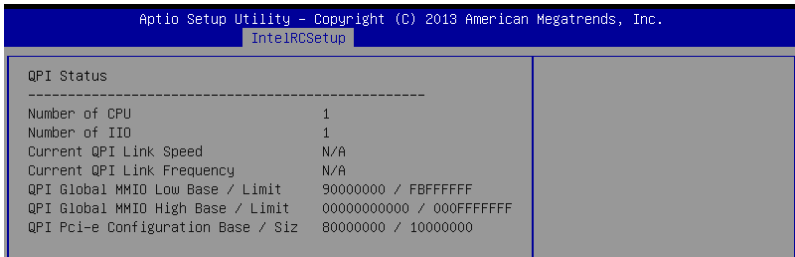 Aptio Setup Utility – Copyright (C) 2013 American Megatrends, Inc.
IntelRCSetup
QPI Status
--------------------------------------------------
Number of CPU 1
Number of IIO 1
Current QPI Link Speed N/A
Current QPI Link Frequency N/A
QPI Global MMIO Low Base / Limit 90000000 / FBFFFFFF
QPI Global MMIO High Base / Limit 00000000000 / 000FFFFFFF
QPI Pci-e Configuration Base / Siz 80000000 / 10000000